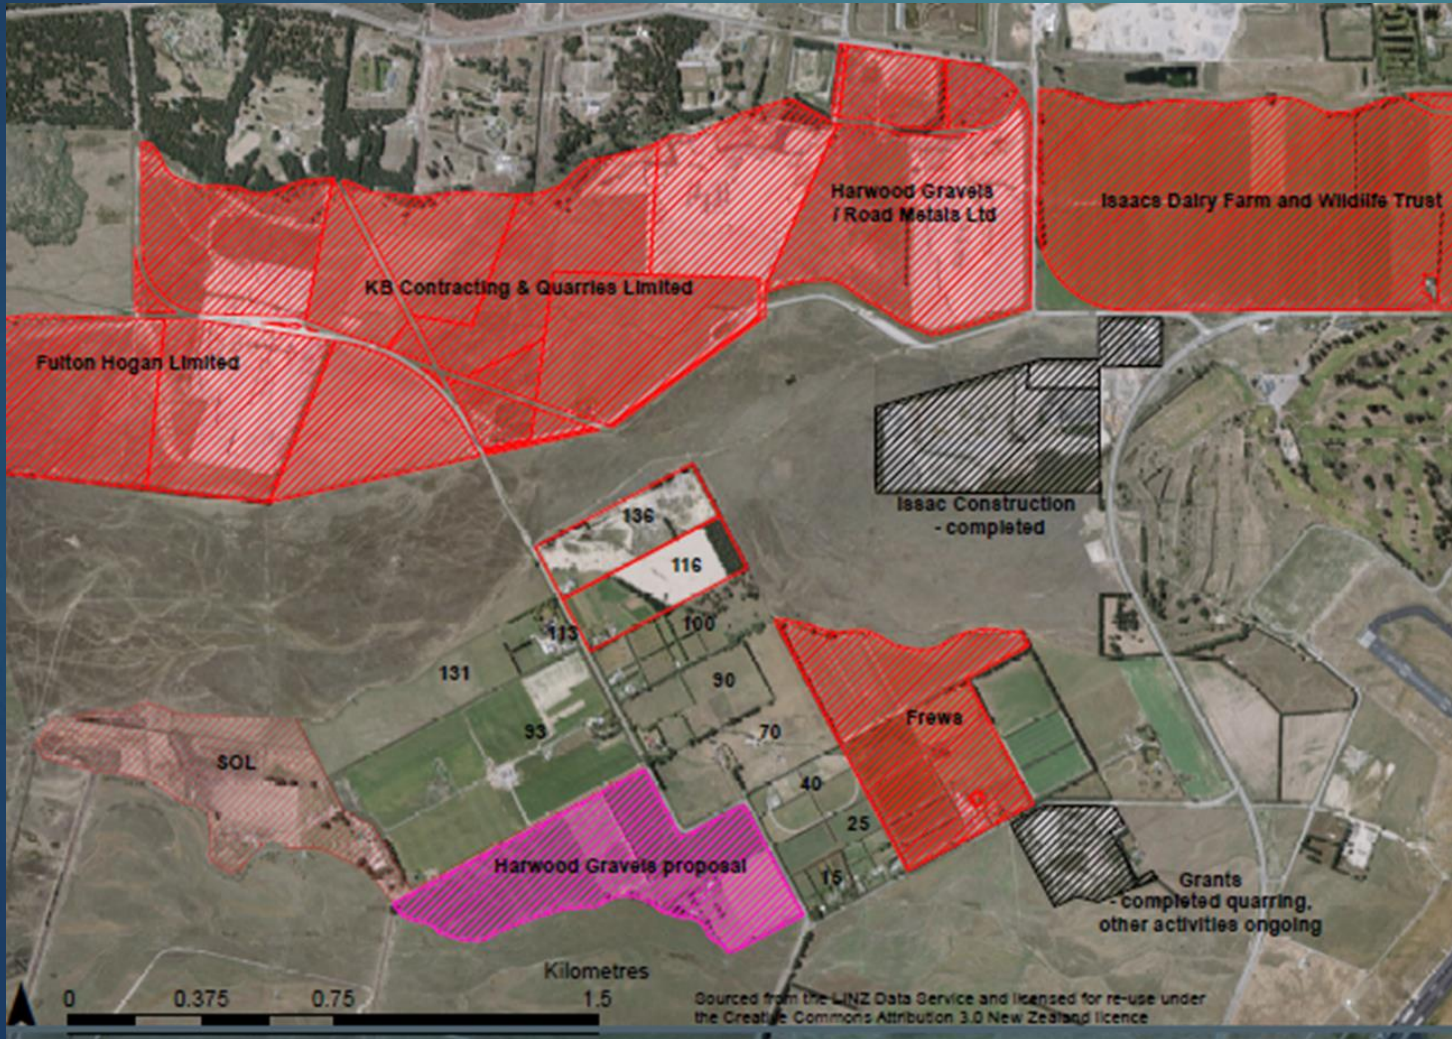 Harwood Gravels
/ Road Metals Ltd
Isaacs Dairy Farm and Wildlife Trust
KB Contracting & Quarries Limited
Fulton Hogan Limited
Issac Construction
- completed
136
116
113
100
131
90
93
70
Frews
SOL
40
25
15
Harwood Gravels proposal
Grants
- completed quarring,
other activities ongoing
Kilometres
0 0.375 0.75 1.5
Sourced from the LINZ Data Service and licensed for re-use under
the Creative Commons Attribution 3.0 New Zealand licence